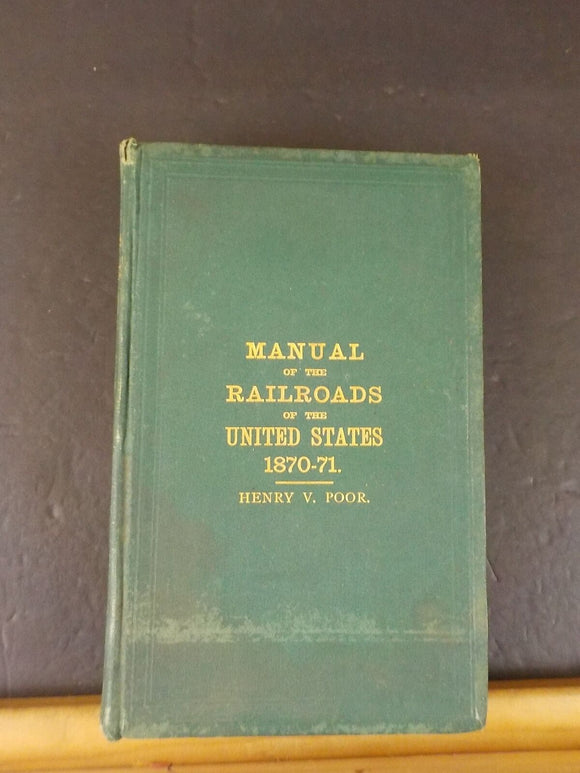 MANUAL
OF THE
RAILROADS
OF THE
UNITED STATES
1870-71.
HENRY V. POOR.